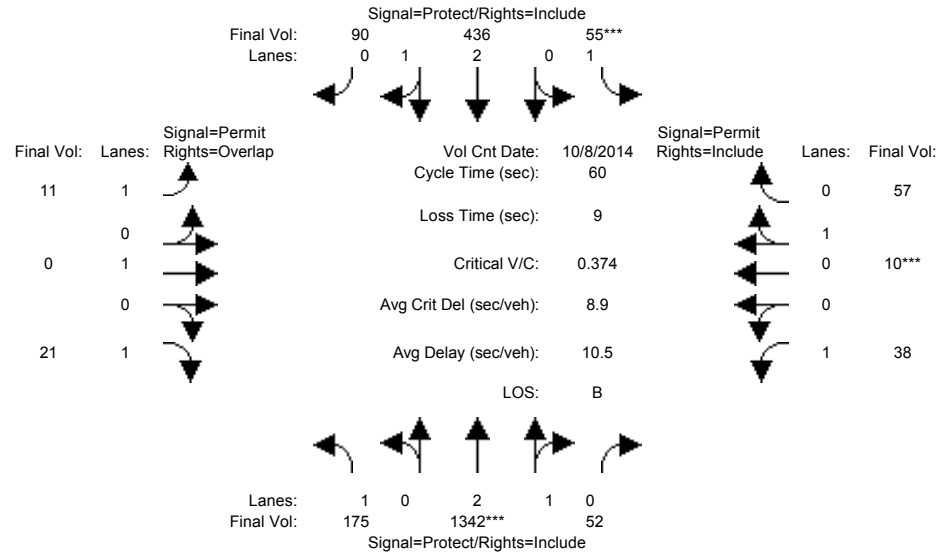 Signal=Protect/Rights=Include
Final Vol: 90 436 55***
Lanes: 0 1 2 0 1
Signal=Permit Signal=Permit
Final Vol: Lanes: Rights=Overlap Vol Cnt Date: 10/8/2014 Rights=Include Lanes: Final Vol:
Cycle Time (sec): 60
11 1 0 57
Loss Time (sec): 9
0 1
0 1 Critical V/C: 0.374 0 10***
0 Avg Crit Del (sec/veh): 8.9 0
21 1 Avg Delay (sec/veh): 10.5 1 38
LOS: B
Lanes: 1 0 2 1 0
Final Vol: 175 1342*** 52
Signal=Protect/Rights=Include